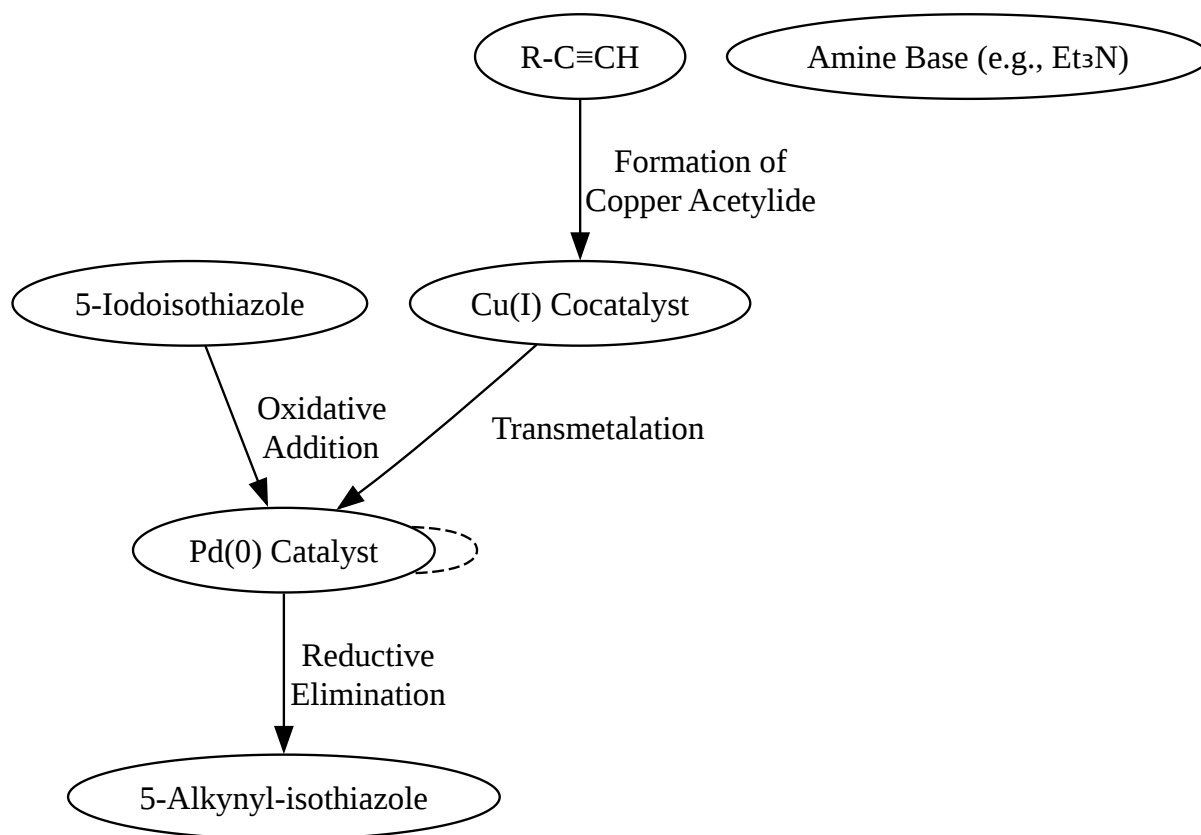 R-C≡CH
Amine Base (e.g., Et₃N)
Formation of
Copper Acetylide
5-Iodoisothiazole
Cu(I) Cocatalyst
Oxidative
Addition
Transmetalation
Pd(0) Catalyst
Reductive
Elimination
5-Alkynyl-isothiazole